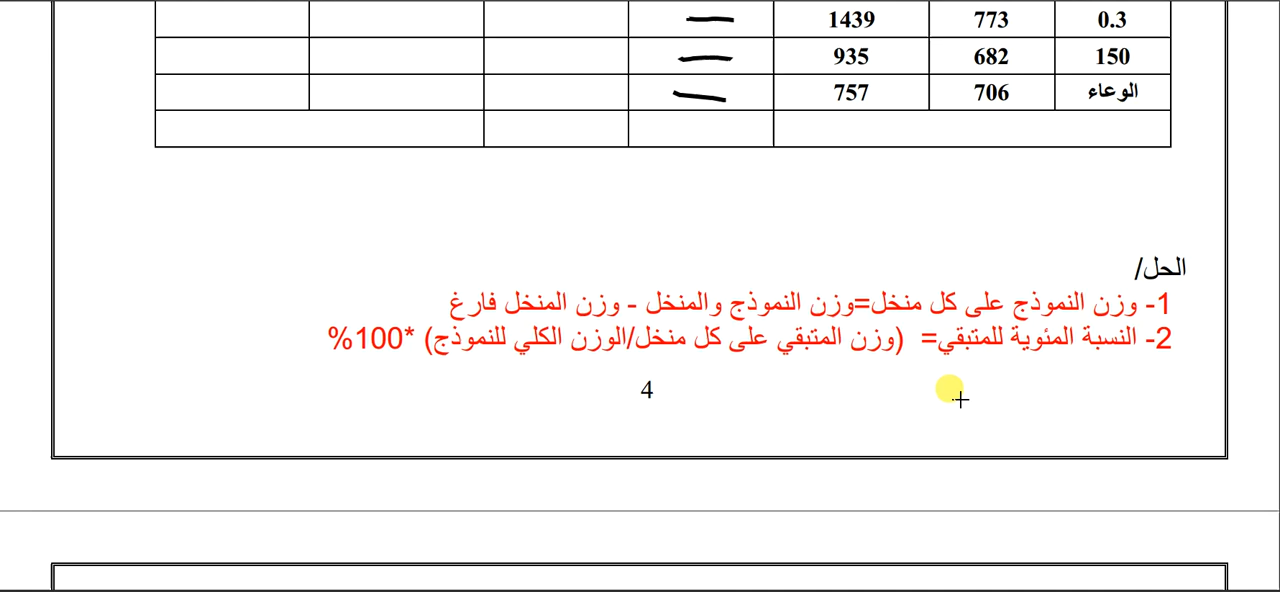 0.3 773 1439
150 682 935
الوعاء 706 757
الحل/
1- وزن النموذج على كل منخل=وزن النموذج والمنخل - وزن المنخل فارغ
2- النسبة المئوية للمتبقي= (وزن المتبقي على كل منخل/الوزن الكلي للنموذج) *100%
4